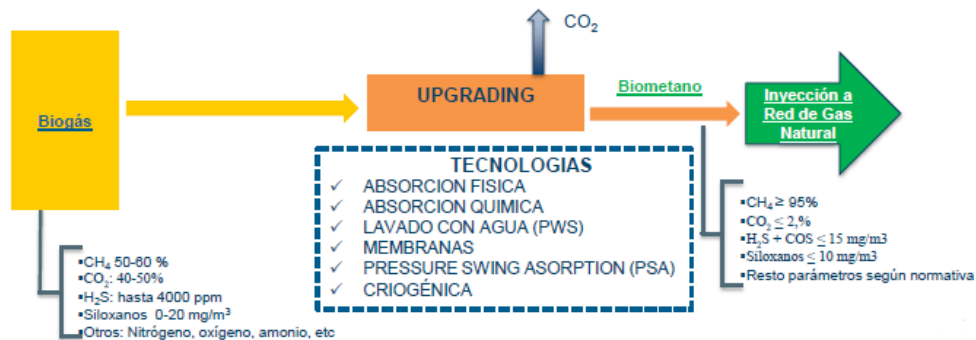 CO₂
Biogás
UPGRADING
Biometano
Inyección a
Red de Gas
Natural
TECNOLOGIAS
✓ ABSORCION FISICA
✓ ABSORCION QUIMICA
✓ LAVADO CON AGUA (PWS)
✓ MEMBRANAS
✓ PRESSURE SWING ASORPTION (PSA)
✓ CRIOGÉNICA
▪CH₄ 50-60 %
▪CO₂: 40-50%
▪H₂S: hasta 4000 ppm
▪Siloxanos 0-20 mg/m³
▪Otros: Nitrógeno, oxígeno, amonio, etc
▪CH₄ ≥ 95%
▪CO₂ ≤ 2,%
▪H₂S + COS ≤ 15 mg/m3
▪Siloxanos ≤ 10 mg/m3
▪Resto parámetros según normativa